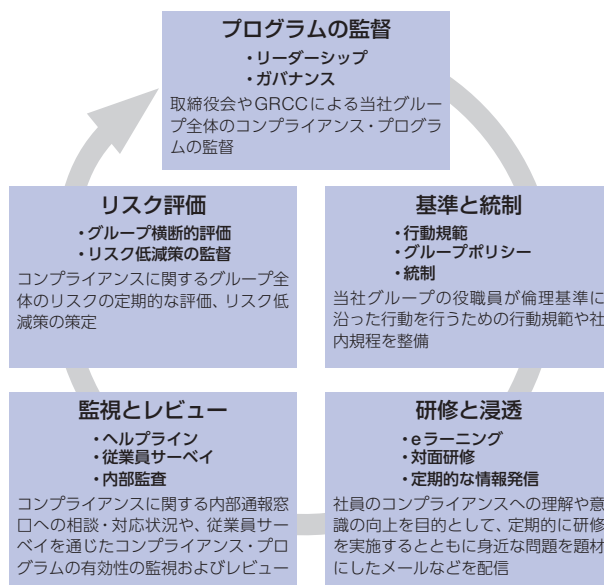 プログラムの監督
・リーダーシップ
・ガバナンス
取締役会やGRCCによる当社グルー
プ全体のコンプライアンス・プログラ
ムの監督
リスク評価
・グループ横断的評価
・リスク低減策の監督
コンプライアンスに関するグループ全
体のリスクの定期的な評価、リスク低
減策の策定
基準と統制
・行動規範
・グループポリシー
・統制
当社グループの役職員が倫理基準に
沿った行動を行うための行動規範や社
内規程を整備
監視とレビュー
・ヘルプライン
・従業員サーベイ
・内部監査
コンプライアンスに関する内部通報窓
口への相談・対応状況や、従業員サー
ベイを通じたコンプライアンス・プロ
グラムの有効性の監視およびレビュー
研修と浸透
・eラーニング
・対面研修
・定期的な情報発信
社員のコンプライアンスへの理解や意
識の向上を目的として、定期的に研修
を実施するとともに身近な問題を題材
にしたメールなどを配信